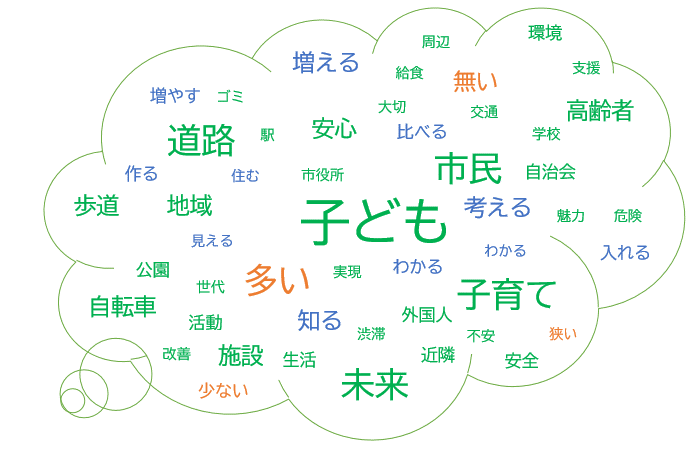 周辺
環境
増える
給食
無い
支援
増やす
ゴミ
大切
交通
高齢者
道路
駅
安心
比べる
学校
作る
住む
市役所
市民
自治会
歩道
地域
子ども
考える
魅力
危険
見える
わかる
入れる
公園
世代
多い
実現
わかる
子育て
自転車
活動
知る
外国人
渋滞
不安
狭い
改善
施設
生活
近隣
安全
少ない
未来